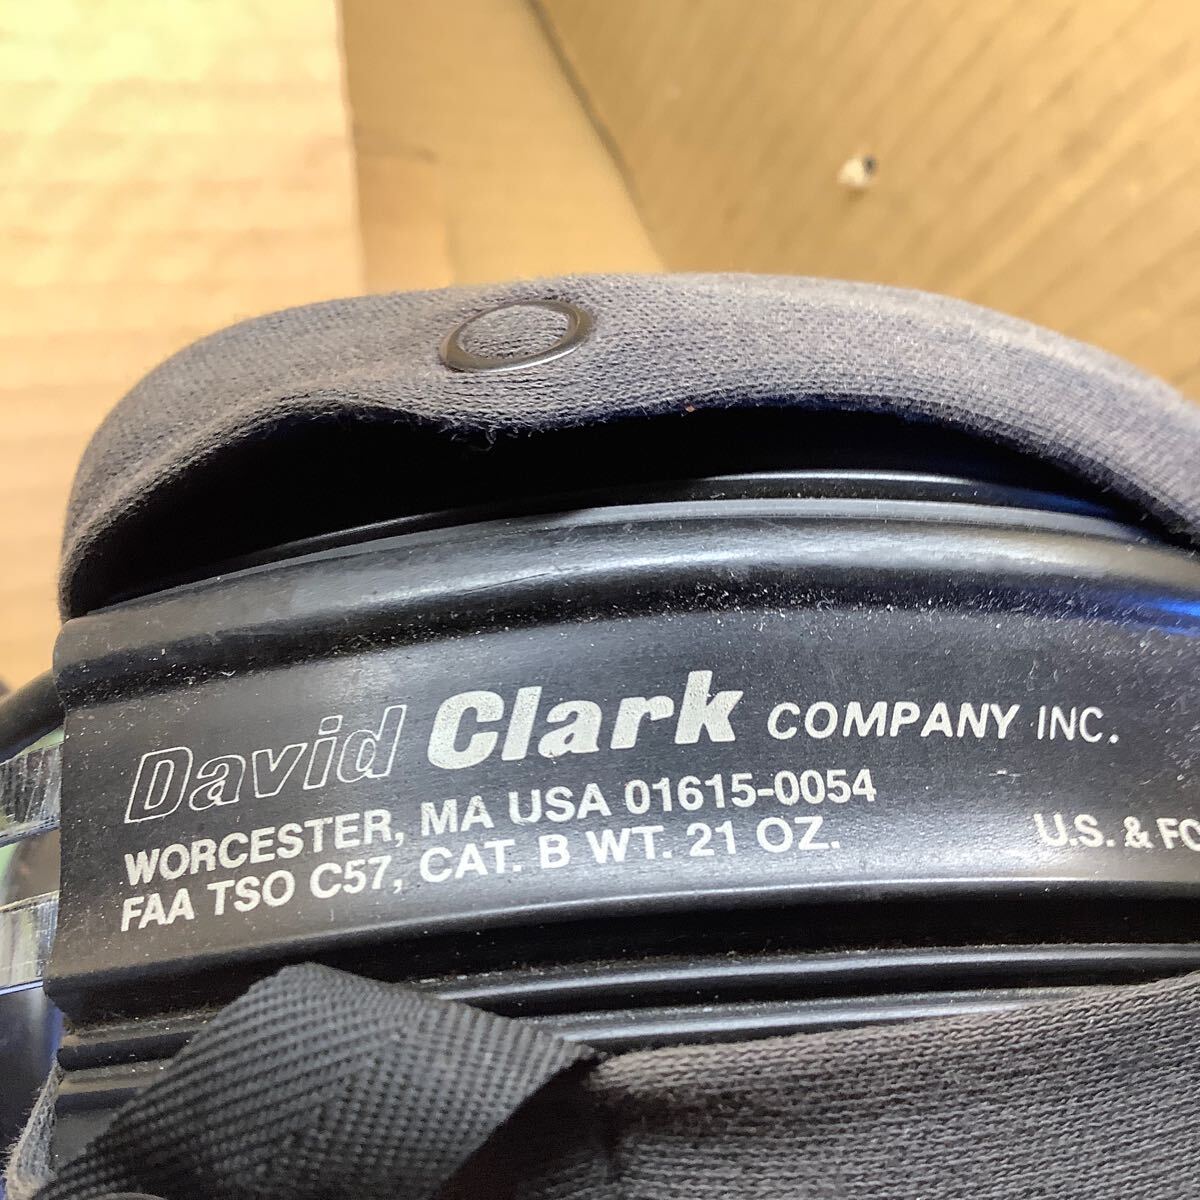 David Clark COMPANY INC.
WORCESTER, MA USA 01615-0054
FAA TSO C57, CAT. B WT. 21 OZ.
U.S. & FO